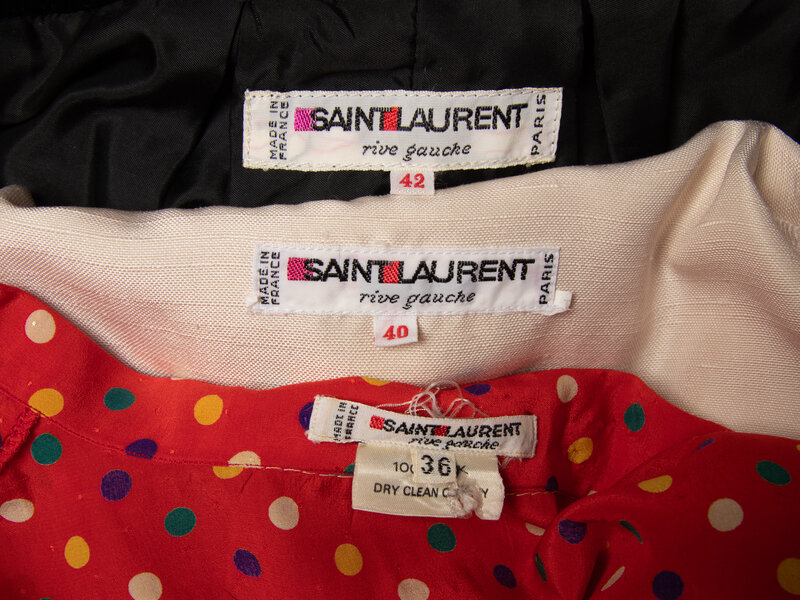 MADE IN
FRANCE
SAINT LAURENT
rive gauche
PARIS
42
MADE IN
FRANCE
SAINT LAURENT
rive gauche
PARIS
40
MADE IN
FRANCE
SAINT LAURENT
rive gauche
36
DRY CLEAN